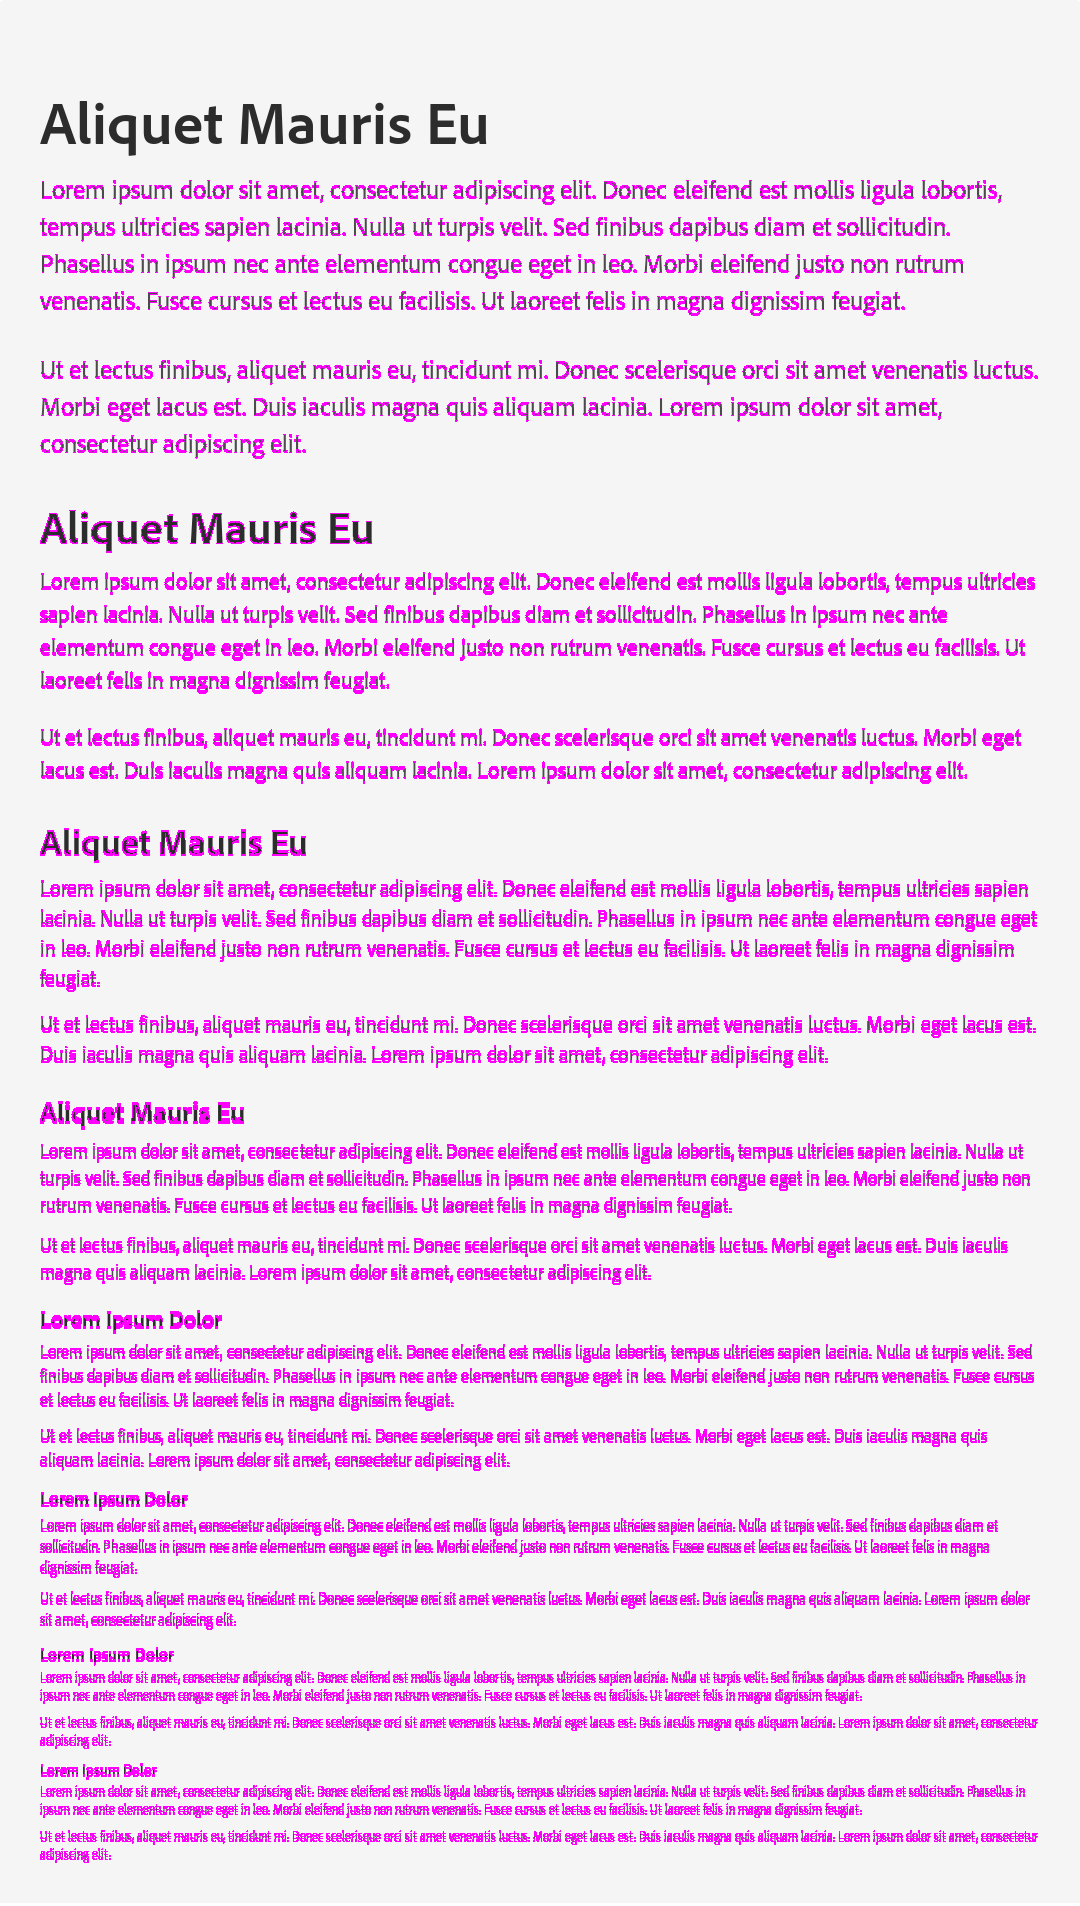 Aliquet Mauris Eu
Lorem ipsum dolor sit amet, consectetur adipiscing elit. Donec eleifend est mollis ligula lobortis,
tempus ultricies sapien lacinia. Nulla ut turpis velit. Sed finibus dapibus diam et sollicitudin.
Phasellus in ipsum nec ante elementum congue eget in leo. Morbi eleifend justo non rutrum
venenatis. Fusce cursus et lectus eu facilisis. Ut laoreet felis in magna dignissim feugiat.
Ut et lectus finibus, aliquet mauris eu, tincidunt mi. Donec scelerisque orci sit amet venenatis luctus.
Morbi eget lacus est. Duis iaculis magna quis aliquam lacinia. Lorem ipsum dolor sit amet,
consectetur adipiscing elit.
Aliquet Mauris Eu
Lorem ipsum dolor sit amet, consectetur adipiscing elit. Donec eleifend est mollis ligula lobortis, tempus ultricies
sapien lacinia. Nulla ut turpis velit. Sed finibus dapibus diam et sollicitudin. Phasellus in ipsum nec ante
elementum congue eget in leo. Morbi eleifend justo non rutrum venenatis. Fusce cursus et lectus eu facilisis. Ut
laoreet felis in magna dignissim feugiat.
Ut et lectus finibus, aliquet mauris eu, tincidunt mi. Donec scelerisque orci sit amet venenatis luctus. Morbi eget
lacus est. Duis iaculis magna quis aliquam lacinia. Lorem ipsum dolor sit amet, consectetur adipiscing elit.
Aliquet Mauris Eu
Lorem ipsum dolor sit amet, consectetur adipiscing elit. Donec eleifend est mollis ligula lobortis, tempus ultricies sapien
lacinia. Nulla ut turpis velit. Sed finibus dapibus diam et sollicitudin. Phasellus in ipsum nec ante elementum congue eget
in leo. Morbi eleifend justo non rutrum venenatis. Fusce cursus et lectus eu facilisis. Ut laoreet felis in magna dignissim
feugiat.
Ut et lectus finibus, aliquet mauris eu, tincidunt mi. Donec scelerisque orci sit amet venenatis luctus. Morbi eget lacus est.
Duis iaculis magna quis aliquam lacinia. Lorem ipsum dolor sit amet, consectetur adipiscing elit.
Aliquet Mauris Eu
Lorem ipsum dolor sit amet, consectetur adipiscing elit. Donec eleifend est mollis ligula lobortis, tempus ultricies sapien lacinia. Nulla ut
turpis velit. Sed finibus dapibus diam et sollicitudin. Phasellus in ipsum nec ante elementum congue eget in leo. Morbi eleifend justo non
rutrum venenatis. Fusce cursus et lectus eu facilisis. Ut laoreet felis in magna dignissim feugiat.
Ut et lectus finibus, aliquet mauris eu, tincidunt mi. Donec scelerisque orci sit amet venenatis luctus. Morbi eget lacus est. Duis iaculis
magna quis aliquam lacinia. Lorem ipsum dolor sit amet, consectetur adipiscing elit.
Lorem Ipsum Dolor
Lorem ipsum dolor sit amet, consectetur adipiscing elit. Donec eleifend est mollis ligula lobortis, tempus ultricies sapien lacinia. Nulla ut turpis velit. Sed
finibus dapibus diam et sollicitudin. Phasellus in ipsum nec ante elementum congue eget in leo. Morbi eleifend justo non rutrum venenatis. Fusce cursus
et lectus eu facilisis. Ut laoreet felis in magna dignissim feugiat.
Ut et lectus finibus, aliquet mauris eu, tincidunt mi. Donec scelerisque orci sit amet venenatis luctus. Morbi eget lacus est. Duis iaculis magna quis
aliquam lacinia. Lorem ipsum dolor sit amet, consectetur adipiscing elit.
Lorem Ipsum Dolor
Lorem ipsum dolor sit amet, consectetur adipiscing elit. Donec eleifend est mollis ligula lobortis, tempus ultricies sapien lacinia. Nulla ut turpis velit. Sed finibus dapibus diam et
sollicitudin. Phasellus in ipsum nec ante elementum congue eget in leo. Morbi eleifend justo non rutrum venenatis. Fusce cursus et lectus eu facilisis. Ut laoreet felis in magna
dignissim feugiat.
Ut et lectus finibus, aliquet mauris eu, tincidunt mi. Donec scelerisque orci sit amet venenatis luctus. Morbi eget lacus est. Duis iaculis magna quis aliquam lacinia. Lorem ipsum dolor
sit amet, consectetur adipiscing elit.
Lorem Ipsum Dolor
Lorem ipsum dolor sit amet, consectetur adipiscing elit. Donec eleifend est mollis ligula lobortis, tempus ultricies sapien lacinia. Nulla ut turpis velit. Sed finibus dapibus diam et sollicitudin. Phasellus in
ipsum nec ante elementum congue eget in leo. Morbi eleifend justo non rutrum venenatis. Fusce cursus et lectus eu facilisis. Ut laoreet felis in magna dignissim feugiat.
Ut et lectus finibus, aliquet mauris eu, tincidunt mi. Donec scelerisque orci sit amet venenatis luctus. Morbi eget lacus est. Duis iaculis magna quis aliquam lacinia. Lorem ipsum dolor sit amet, consectetur
adipiscing elit.
Lorem Ipsum Dolor
Lorem ipsum dolor sit amet, consectetur adipiscing elit. Donec eleifend est mollis ligula lobortis, tempus ultricies sapien lacinia. Nulla ut turpis velit. Sed finibus dapibus diam et sollicitudin. Phasellus in
ipsum nec ante elementum congue eget in leo. Morbi eleifend justo non rutrum venenatis. Fusce cursus et lectus eu facilisis. Ut laoreet felis in magna dignissim feugiat.
Ut et lectus finibus, aliquet mauris eu, tincidunt mi. Donec scelerisque orci sit amet venenatis luctus. Morbi eget lacus est. Duis iaculis magna quis aliquam lacinia. Lorem ipsum dolor sit amet, consectetur
adipiscing elit.